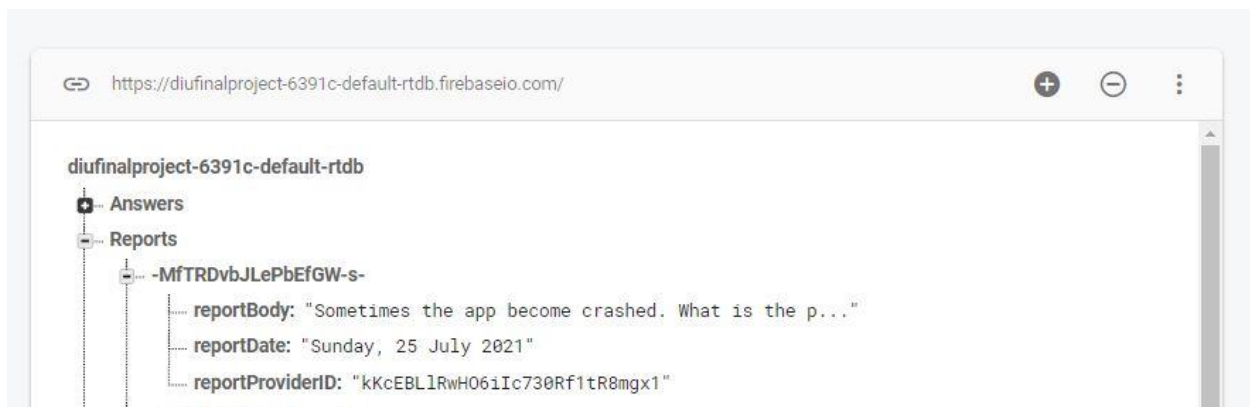 https://diufinalproject-6391c-default-rtdb.firebaseio.com/
diufinalproject-6391c-default-rtdb
Answers
Reports
-MfTRDvbJLePbEfGW-s-
reportBody: "Sometimes the app become crashed. What is the p..."
reportDate: "Sunday, 25 July 2021"
reportProviderID: "kKcEBLlRwHO6iIc730Rf1tR8mgx1"